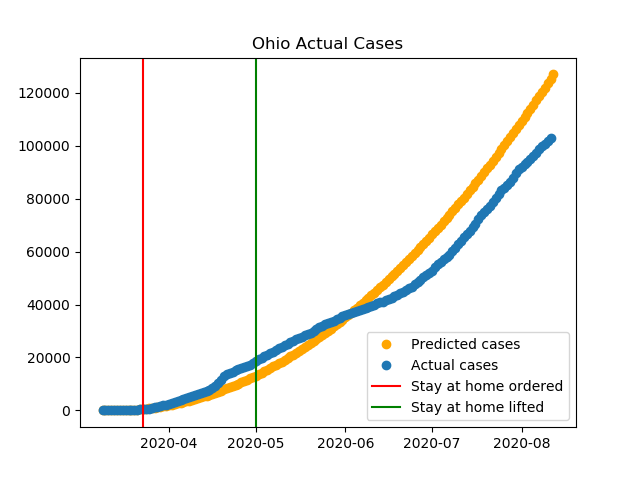 Ohio Actual Cases
120000
100000
80000
60000
40000
20000
0
Predicted cases
Actual cases
Stay at home ordered
Stay at home lifted
2020-04 2020-05 2020-06 2020-07 2020-08